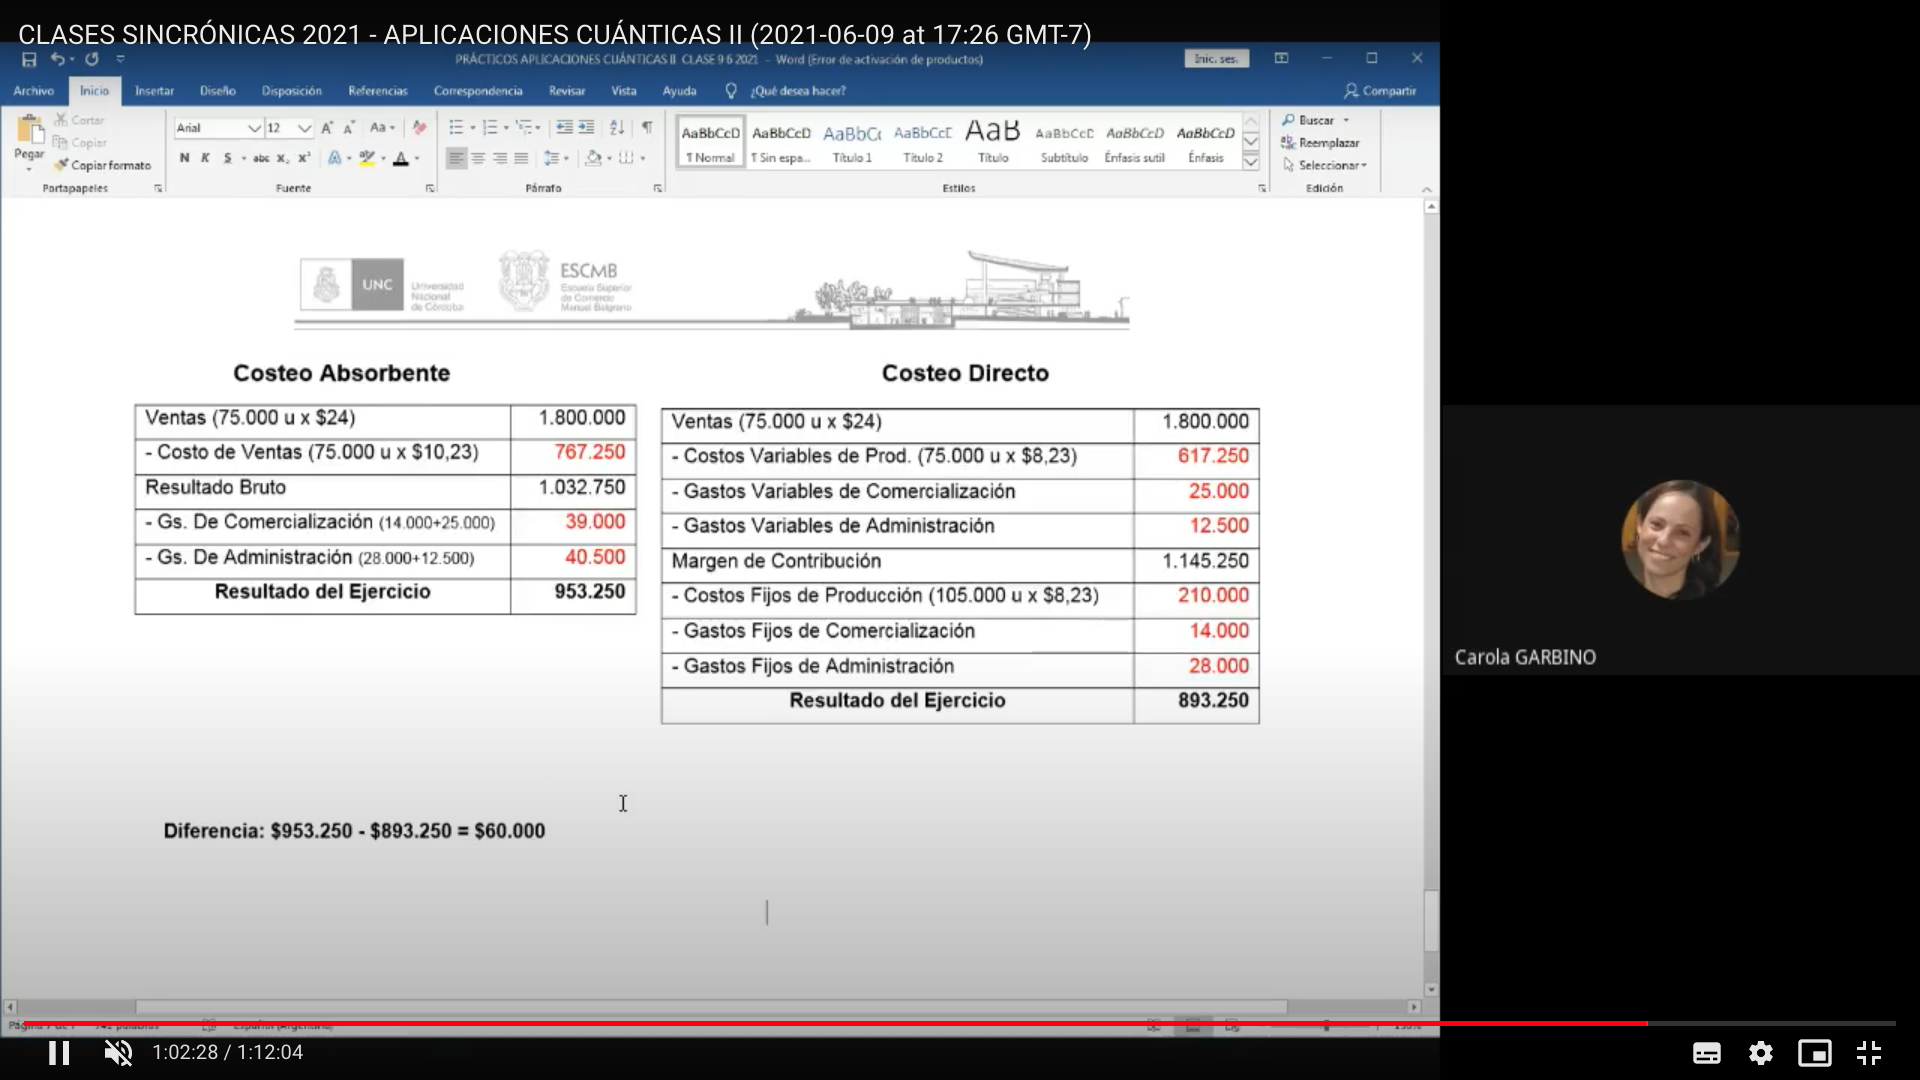 CLASES SINCRÓNICAS 2021 - APLICACIONES CUÁNTICAS II (2021-06-09 at 17:26 GMT-7)
PRÁCTICOS APLICACIONES CUÁNTICAS II CLASE 9 6 2021 - Word (Error de activación de productos)
Inic. ses.
Archivo Inicio Insertar Diseño Disposición Referencias Correspondencia Revisar Vista Ayuda ¿Qué desea hacer? Compartir
Pegar
Cortar
Copiar
Copiar formato
Portapapeles
Arial 12
Aa
N K S abc x₂ x²
A
Fuente
Párrafo
AaBbCcD AaBbCcD AaBbC AaBbCcE AaB AaBbCcE AaBbCcD AaBbCcD
¶ Normal ¶ Sin espa... Título 1 Título 2 Título Subtítulo Énfasis sutil Énfasis
Estilos
Buscar
Reemplazar
Seleccionar
Edición
UNC
Universidad
Nacional
de Córdoba
ESCMB
Escuela Superior
de Comercio
Manuel Belgrano
Costeo Absorbente
Ventas (75.000 u x $24) 1.800.000
- Costo de Ventas (75.000 u x $10,23) 767.250
Resultado Bruto 1.032.750
- Gs. De Comercialización (14.000+25.000) 39.000
- Gs. De Administración (28.000+12.500) 40.500
Resultado del Ejercicio 953.250
Costeo Directo
Ventas (75.000 u x $24) 1.800.000
- Costos Variables de Prod. (75.000 u x $8,23) 617.250
- Gastos Variables de Comercialización 25.000
- Gastos Variables de Administración 12.500
Margen de Contribución 1.145.250
- Costos Fijos de Producción (105.000 u x $8,23) 210.000
- Gastos Fijos de Comercialización 14.000
- Gastos Fijos de Administración 28.000
Resultado del Ejercicio 893.250
Diferencia: $953.250 - $893.250 = $60.000
Carola GARBINO
1:02:28 / 1:12:04